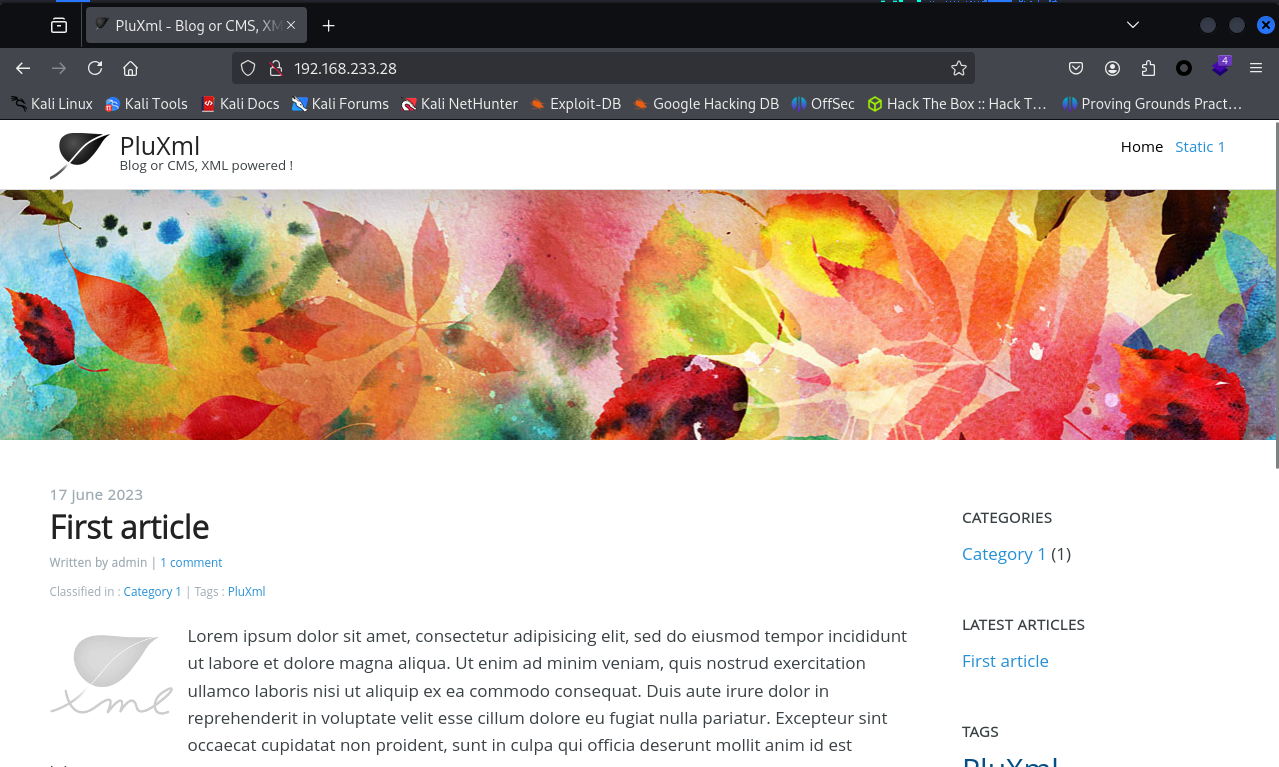 PluXml - Blog or CMS, XM
192.168.233.28
4
Kali Linux Kali Tools Kali Docs Kali Forums Kali NetHunter Exploit-DB Google Hacking DB OffSec Hack The Box :: Hack T… Proving Grounds Pract…
PluXml
Blog or CMS, XML powered !
Home Static 1
17 june 2023
First article
Written by admin | 1 comment
Classified in : Category 1 | Tags : PluXml
xml
Lorem ipsum dolor sit amet, consectetur adipisicing elit, sed do eiusmod tempor incididunt
ut labore et dolore magna aliqua. Ut enim ad minim veniam, quis nostrud exercitation
ullamco laboris nisi ut aliquip ex ea commodo consequat. Duis aute irure dolor in
reprehenderit in voluptate velit esse cillum dolore eu fugiat nulla pariatur. Excepteur sint
occaecat cupidatat non proident, sunt in culpa qui officia deserunt mollit anim id est
CATEGORIES
Category 1 (1)
LATEST ARTICLES
First article
TAGS
PluXml